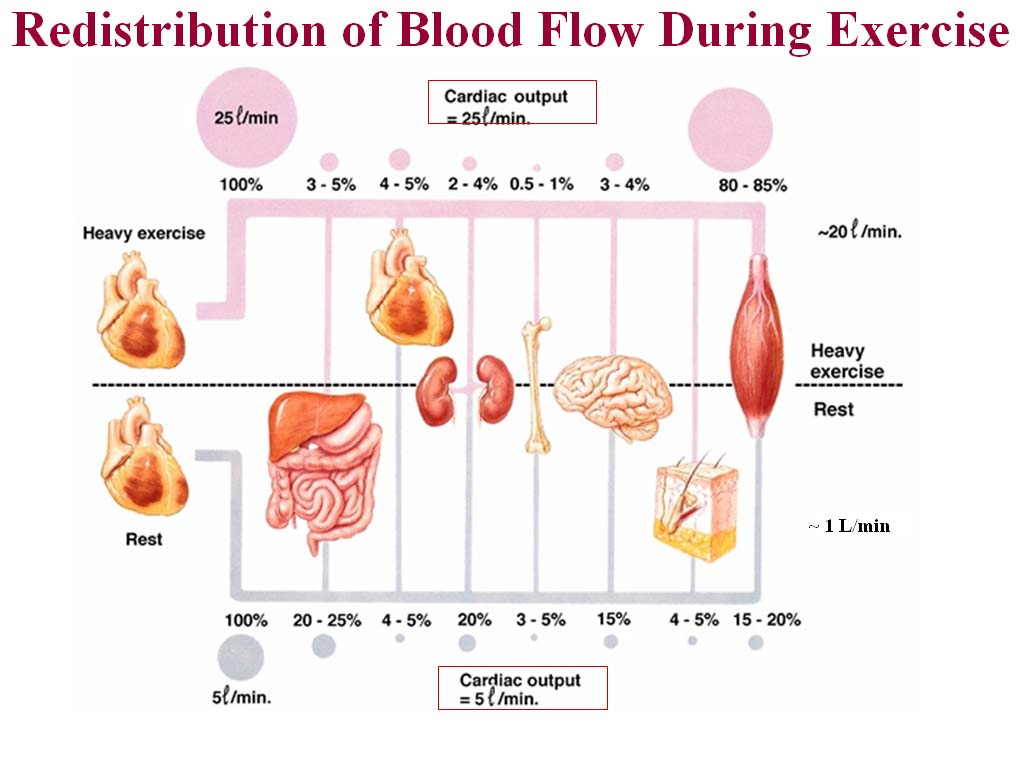 Redistribution of Blood Flow During Exercise
Cardiac output
= 25ℓ/min.
25ℓ/min
100% 3 - 5% 4 - 5% 2 - 4% 0.5 - 1% 3 - 4% 80 - 85%
Heavy exercise
~20ℓ/min.
Heavy
exercise
Rest
~ 1 L/min
Rest
100% 20 - 25% 4 - 5% 20% 3 - 5% 15% 4 - 5% 15 - 20%
5ℓ/min.
Cardiac output
= 5ℓ/min.